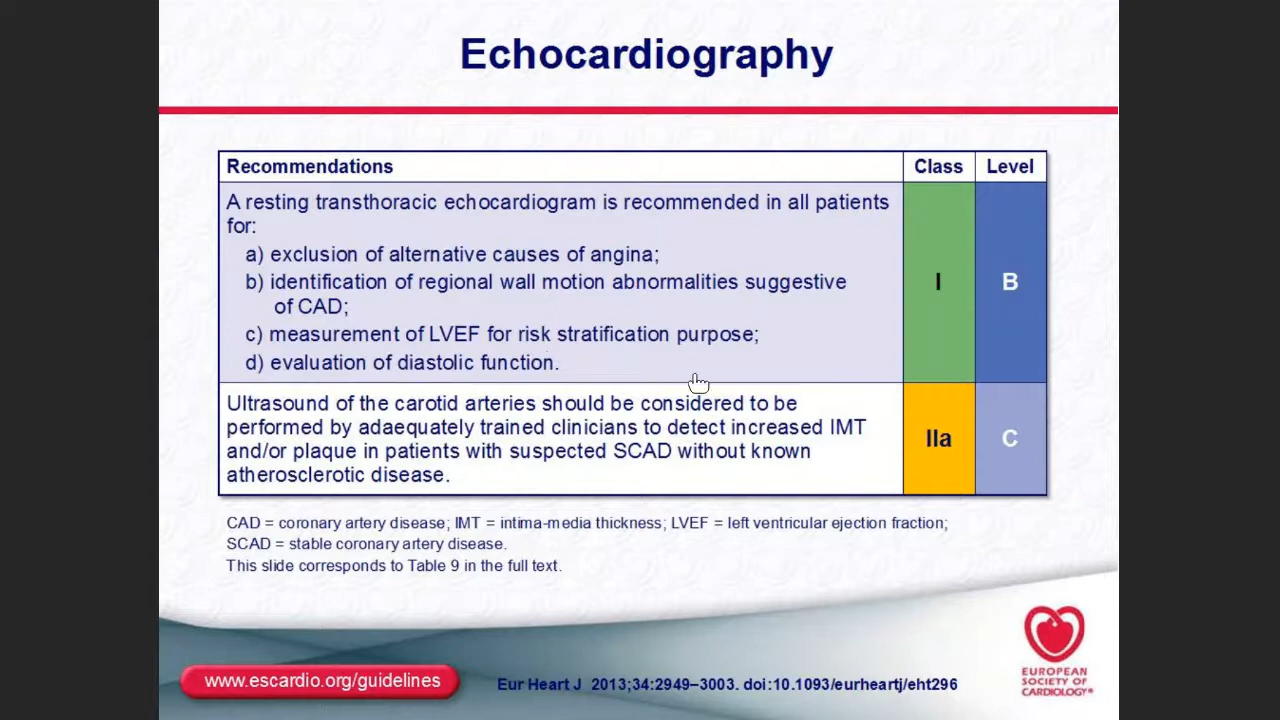 Echocardiography
Recommendations Class Level
A resting transthoracic echocardiogram is recommended in all patients
for:
a) exclusion of alternative causes of angina;
b) identification of regional wall motion abnormalities suggestive
of CAD;
c) measurement of LVEF for risk stratification purpose;
d) evaluation of diastolic function.
I B
Ultrasound of the carotid arteries should be considered to be
performed by adaequately trained clinicians to detect increased IMT
and/or plaque in patients with suspected SCAD without known
atherosclerotic disease.
IIa C
CAD = coronary artery disease; IMT = intima-media thickness; LVEF = left ventricular ejection fraction;
SCAD = stable coronary artery disease.
This slide corresponds to Table 9 in the full text.
www.escardio.org/guidelines
Eur Heart J 2013;34:2949–3003. doi:10.1093/eurheartj/eht296
EUROPEAN
SOCIETY OF
CARDIOLOGY®